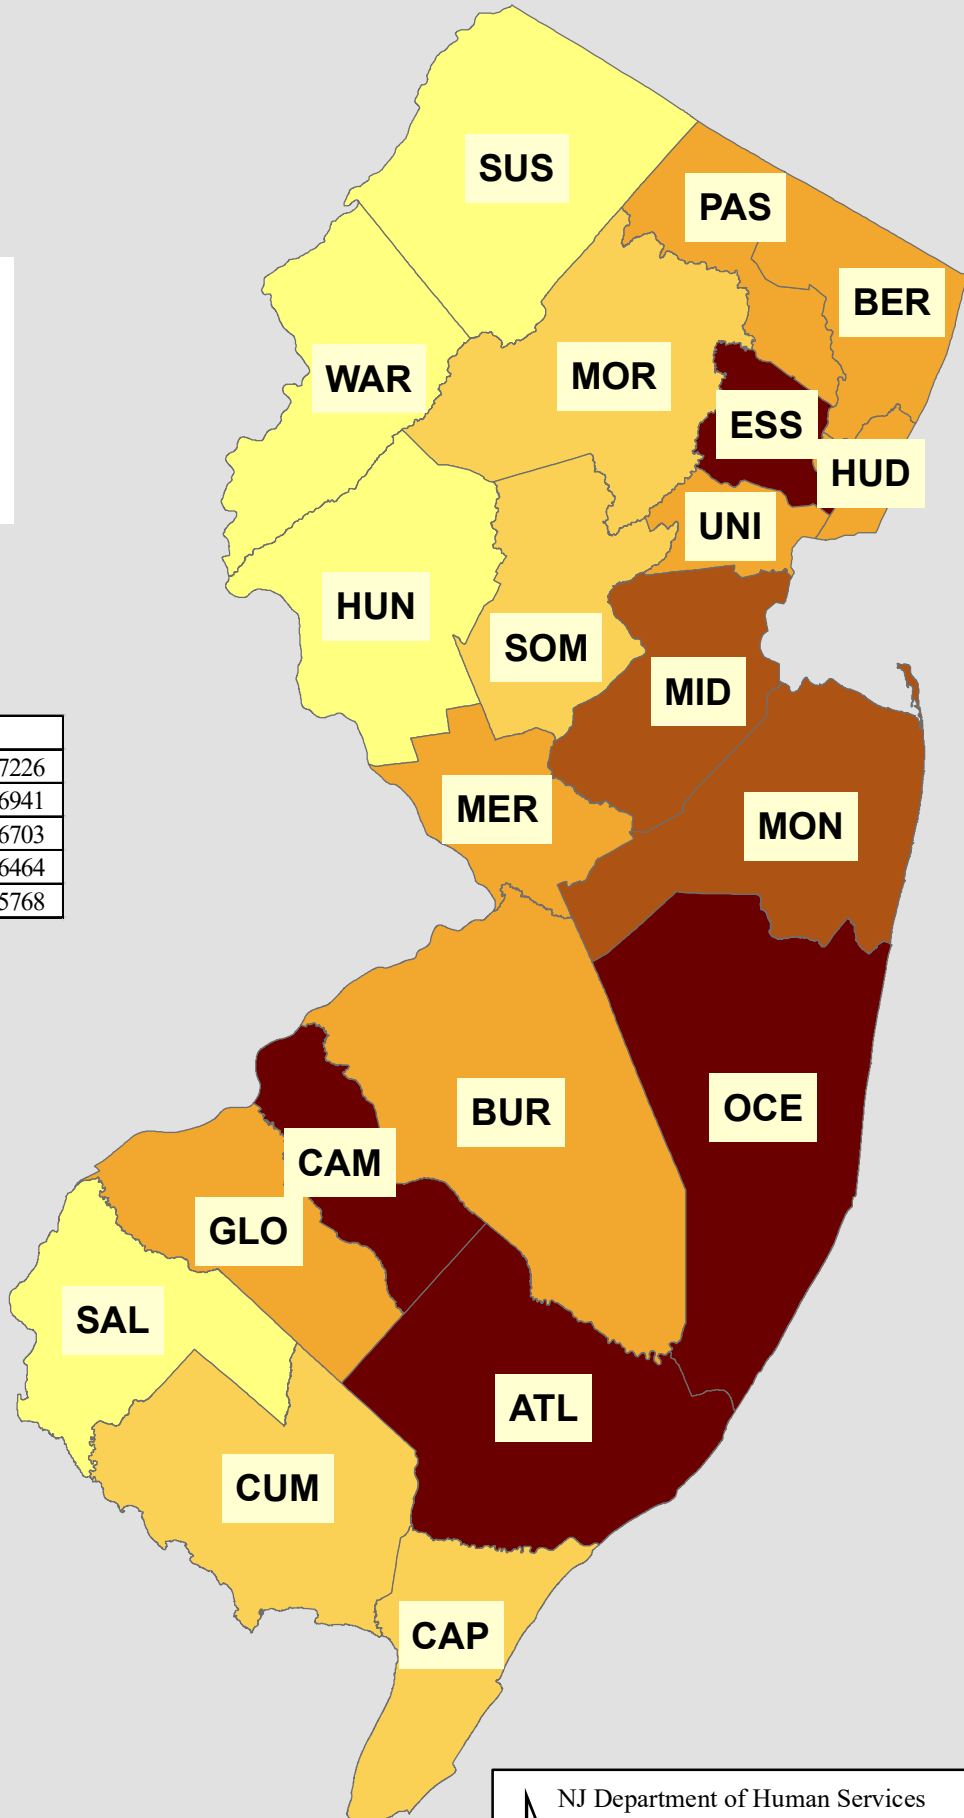 SUS
PAS
BER
WAR
MOR
ESS
HUD
UNI
HUN
SOM
MID
7226
6941
6703
6464
5768
MER
MON
OCE
BUR
CAM
GLO
SAL
ATL
CUM
CAP
NJ Department of Human Services